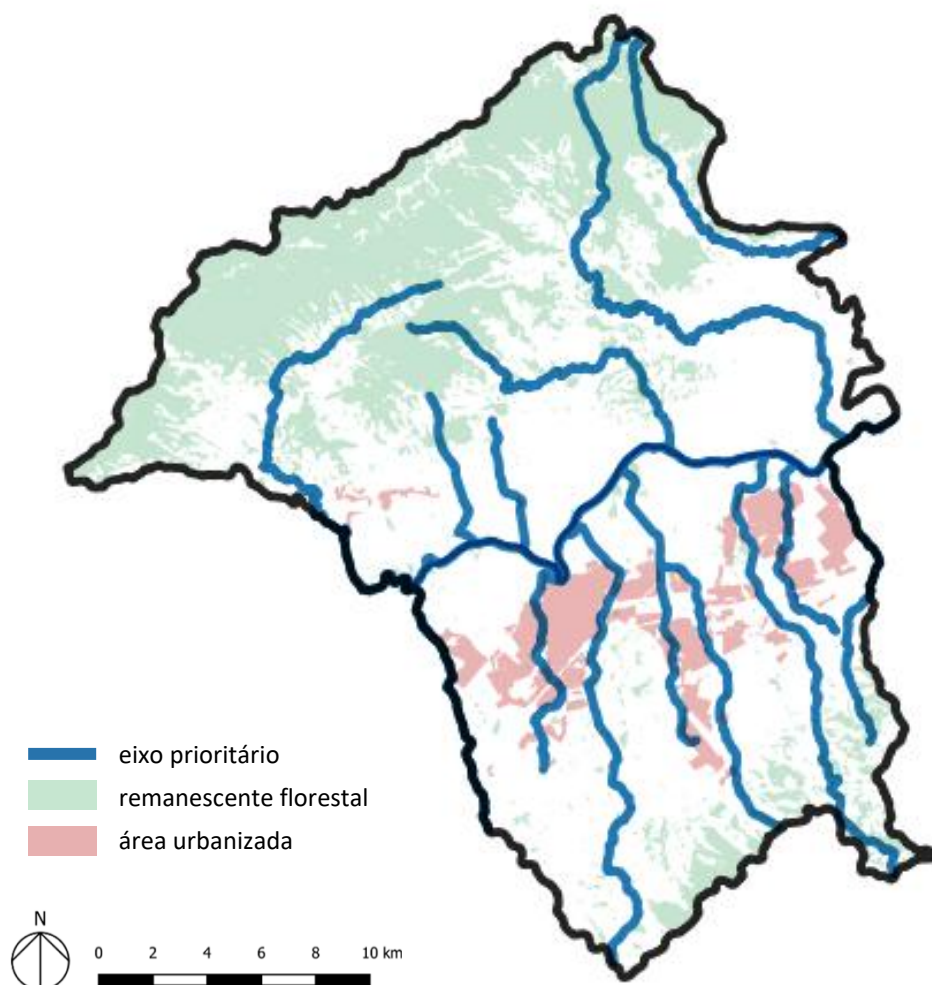 eixo prioritário
remanescente florestal
área urbanizada
N
0 2 4 6 8 10 km